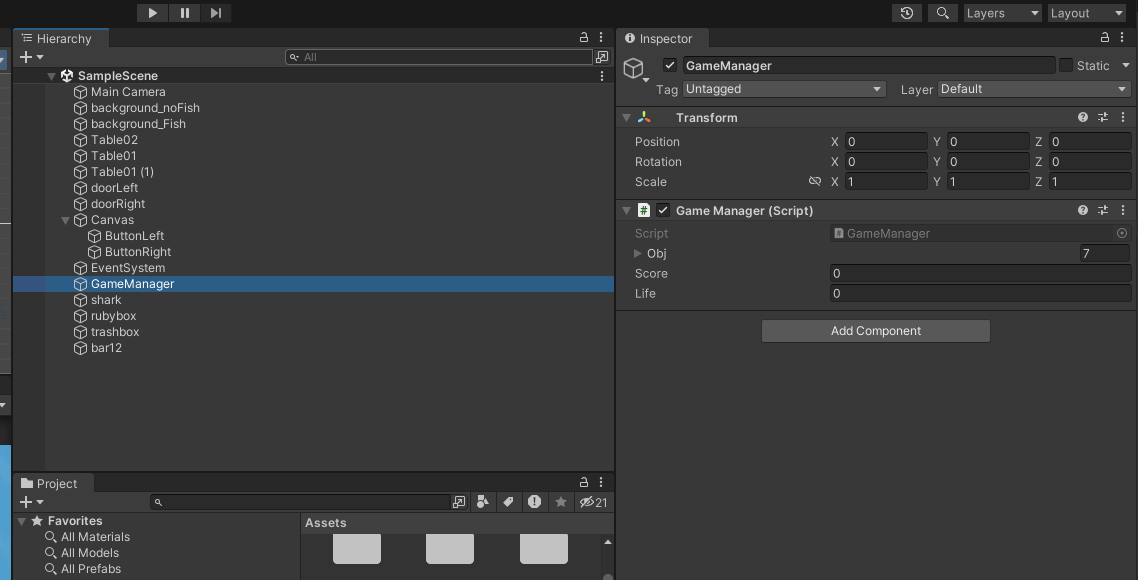 Layers
Layout
Hierarchy
All
SampleScene
Main Camera
background_noFish
background_Fish
Table02
Table01
Table01 (1)
doorLeft
doorRight
Canvas
ButtonLeft
ButtonRight
EventSystem
GameManager
shark
rubybox
trashbox
bar12
Project
21
Favorites
All Materials
All Models
All Prefabs
Assets
Inspector
GameManager
Static
Tag Untagged Layer Default
Transform
Position X 0 Y 0 Z 0
Rotation X 0 Y 0 Z 0
Scale X 1 Y 1 Z 1
# Game Manager (Script)
Script # GameManager
Obj 7
Score 0
Life 0
Add Component